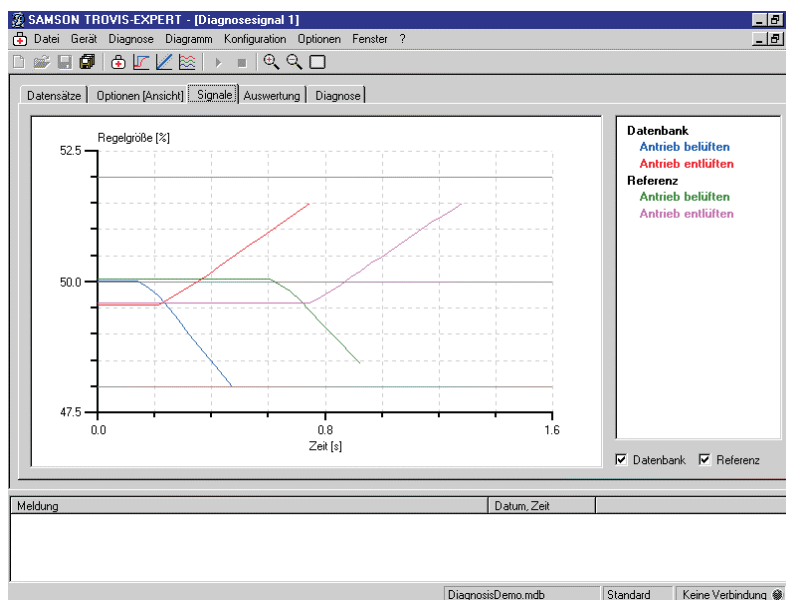 SAMSON TROVIS-EXPERT - [Diagnosesignal 1]
Datei Gerät Diagnose Diagramm Konfiguration Optionen Fenster ?
Datensätze Optionen [Ansicht] Signale Auswertung Diagnose
Regelgröße [%]
52.5
50.0
47.5
0.0 0.8 1.6
Zeit [s]
Datenbank
Antrieb belüften
Antrieb entlüften
Referenz
Antrieb belüften
Antrieb entlüften
Datenbank Referenz
Meldung Datum, Zeit
DiagnosisDemo.mdb Standard Keine Verbindung